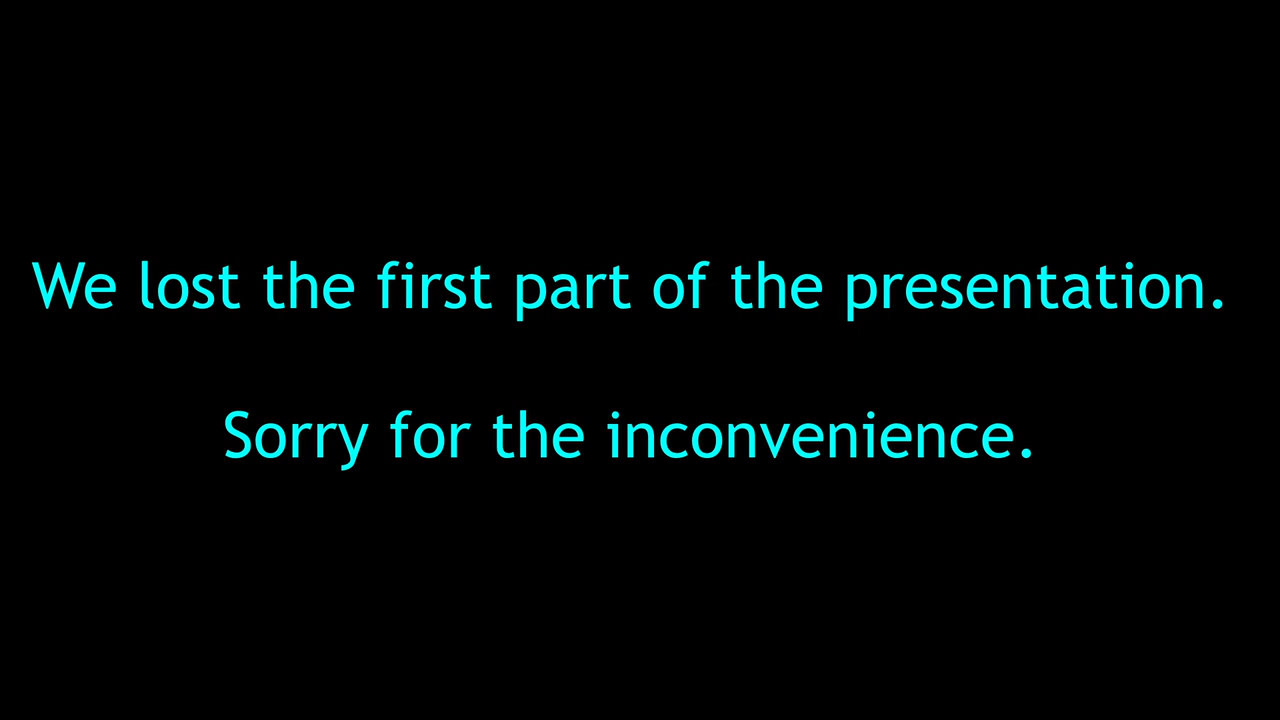 We lost the first part of the presentation.
Sorry for the inconvenience.